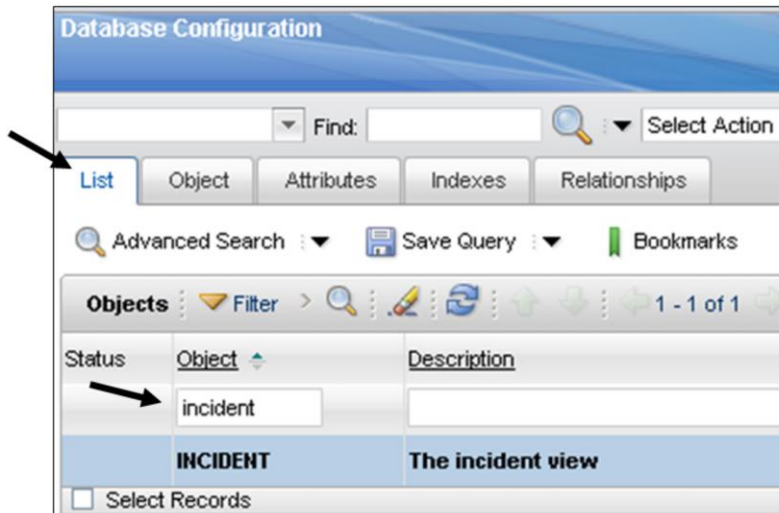 Database Configuration
Find: Select Action
List Object Attributes Indexes Relationships
Advanced Search Save Query Bookmarks
Objects Filter 1 - 1 of 1
Status Object Description
incident
INCIDENT The incident view
Select Records